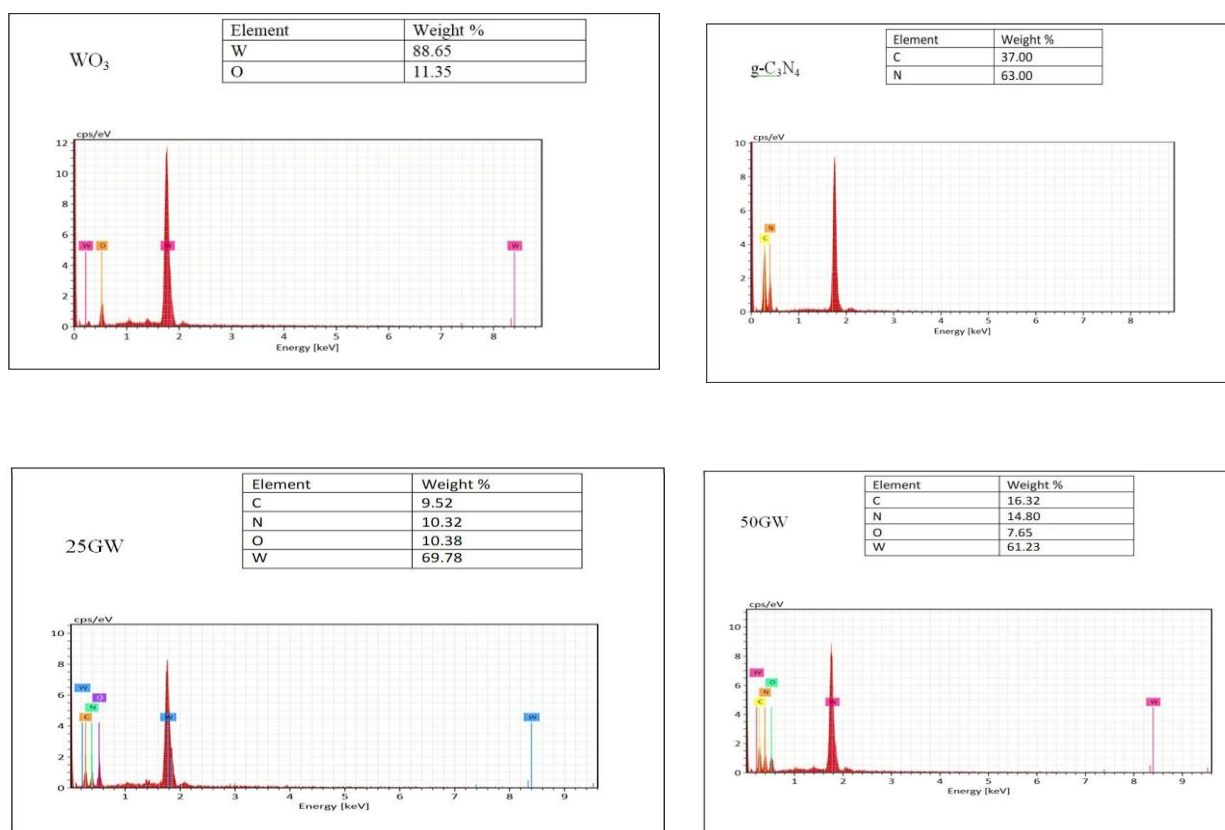 WO₃
Element Weight %
W 88.65
O 11.35
cps/eV
12
10
8
6
4
2
0
W O W W
0 1 2 3 4 5 6 7 8
Energy [keV]
g-C₃N₄
Element Weight %
C 37.00
N 63.00
cps/eV
10
8
6
4
2
0
N
C
0 1 2 3 4 5 6 7 8
Energy [keV]
25GW
Element Weight %
C 9.52
N 10.32
O 10.38
W 69.78
cps/eV
10
8
6
4
2
0
W
O
N
C W W
1 2 3 4 5 6 7 8 9
Energy [keV]
50GW
Element Weight %
C 16.32
N 14.80
O 7.65
W 61.23
cps/eV
10
8
6
4
2
0
W
O
N
C W W
1 2 3 4 5 6 7 8 9
Energy [keV]